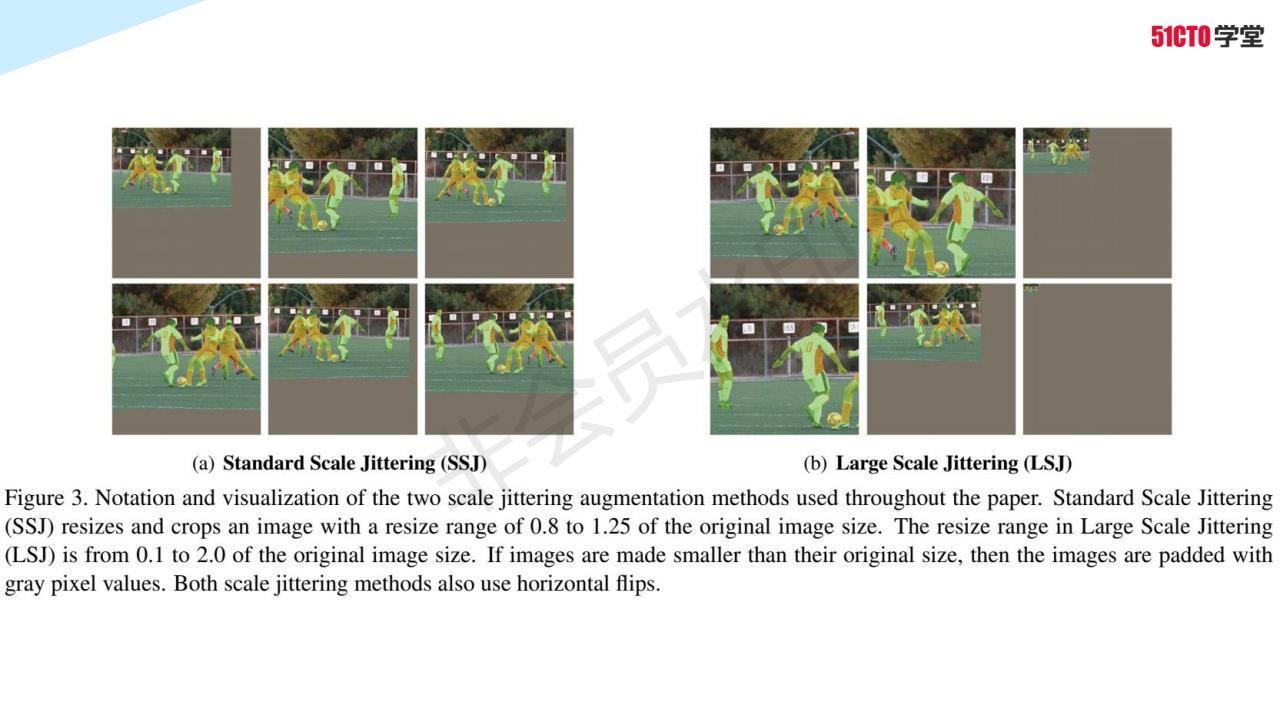 51CTO学堂
(a) Standard Scale Jittering (SSJ)
(b) Large Scale Jittering (LSJ)
Figure 3. Notation and visualization of the two scale jittering augmentation methods used throughout the paper. Standard Scale Jittering
(SSJ) resizes and crops an image with a resize range of 0.8 to 1.25 of the original image size. The resize range in Large Scale Jittering
(LSJ) is from 0.1 to 2.0 of the original image size. If images are made smaller than their original size, then the images are padded with
gray pixel values. Both scale jittering methods also use horizontal flips.
非会员水印